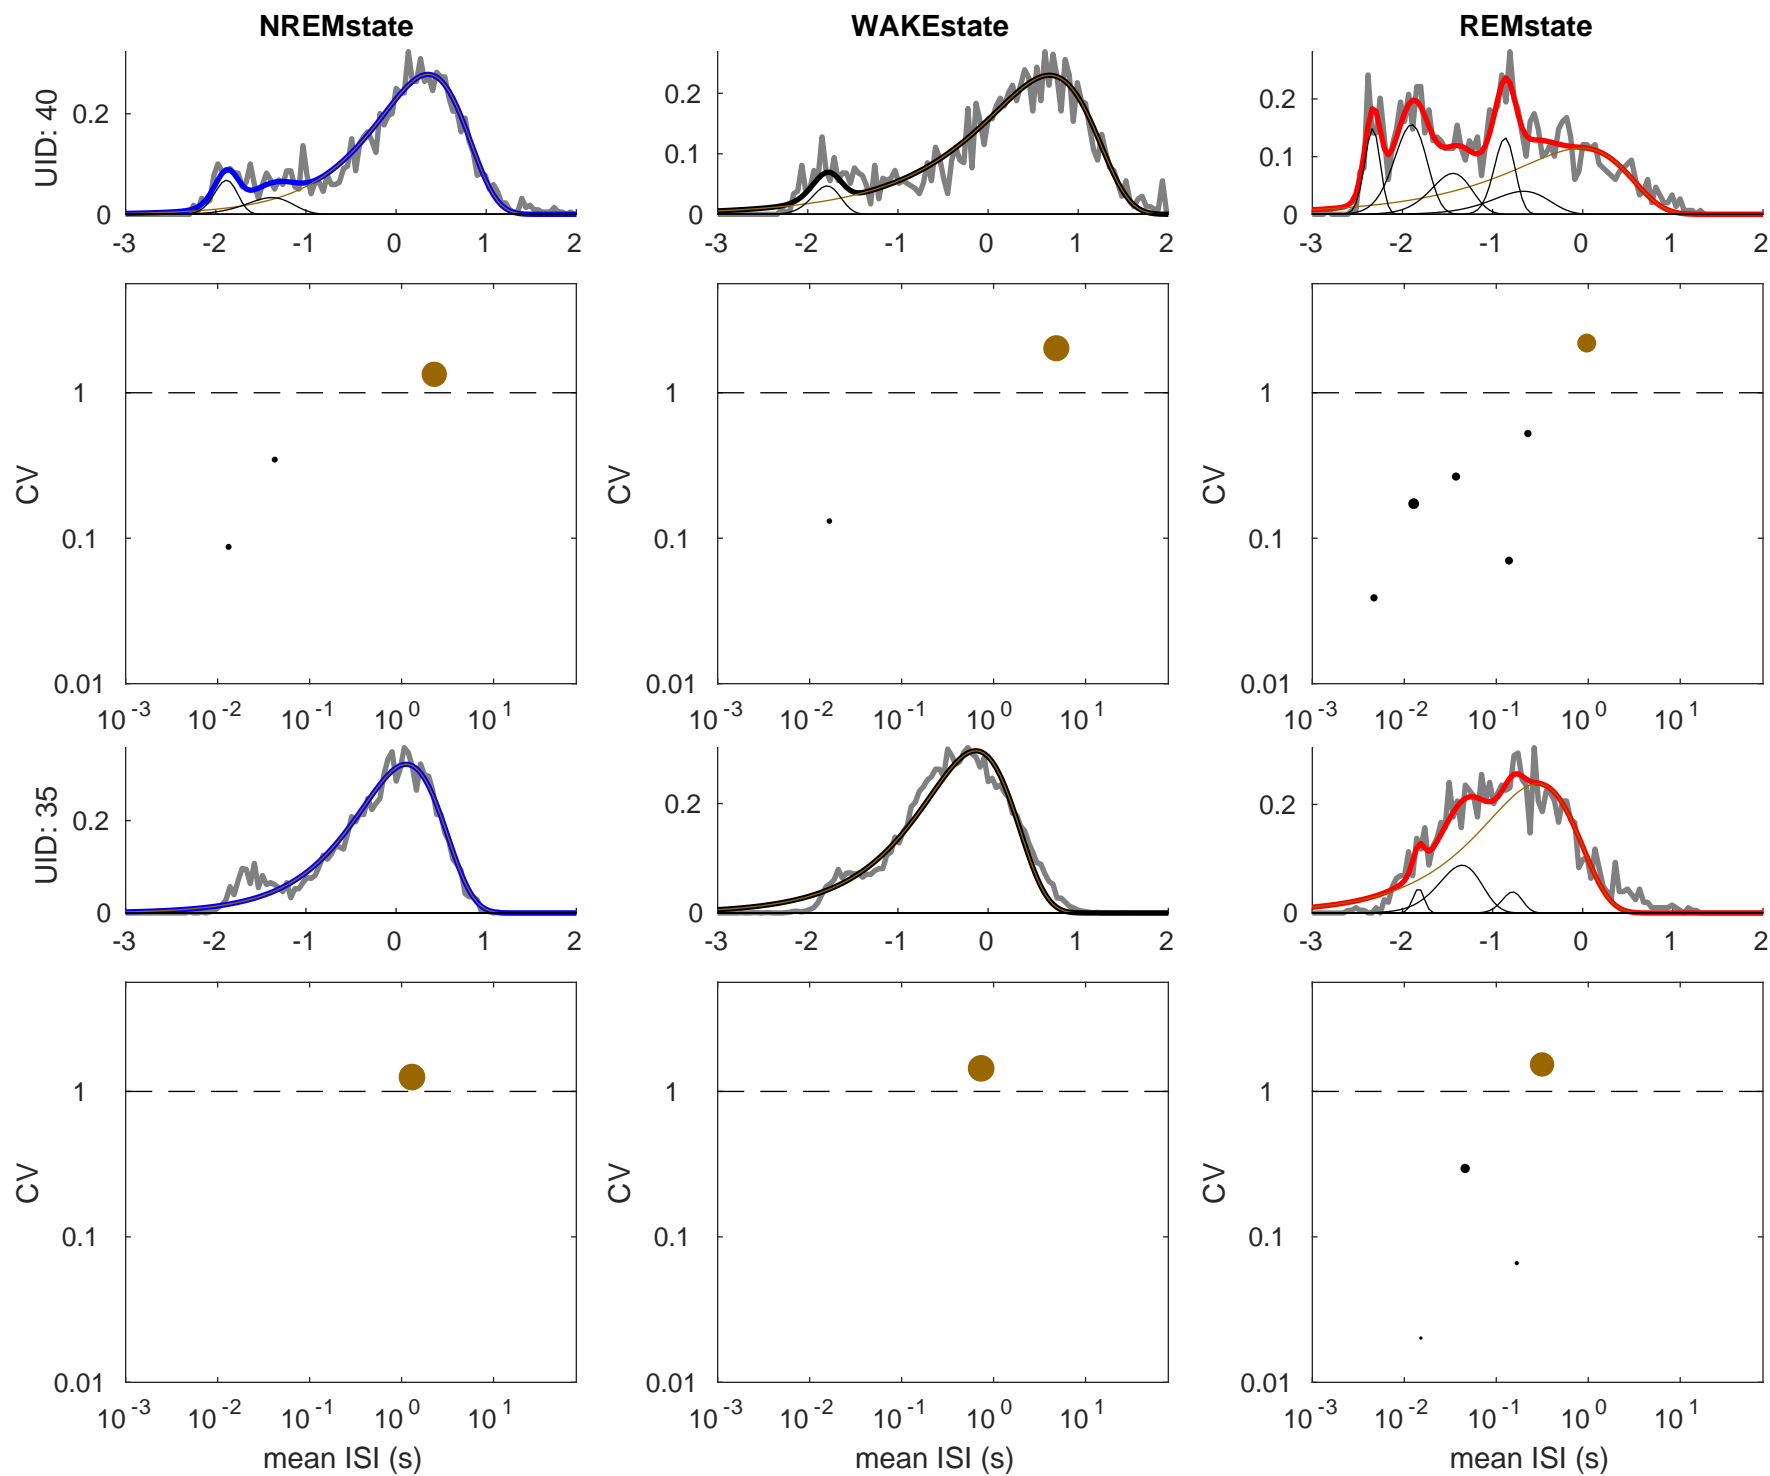 NREMstate WAKEstate REMstate
UID: 40
0.2 0
0.2 0.1 0
0.2 0.1 0
-3 -2 -1 0 1 2
-3 -2 -1 0 1 2
-3 -2 -1 0 1 2
CV
1 0.1 0.01
CV
1 0.1 0.01
CV
1 0.1 0.01
10^-3 10^-2 10^-1 10^0 10^1
10^-3 10^-2 10^-1 10^0 10^1
10^-3 10^-2 10^-1 10^0 10^1
UID: 35
0.2 0
0.2 0
0.2 0
-3 -2 -1 0 1 2
-3 -2 -1 0 1 2
-3 -2 -1 0 1 2
CV
1 0.1 0.01
CV
1 0.1 0.01
CV
1 0.1 0.01
10^-3 10^-2 10^-1 10^0 10^1
10^-3 10^-2 10^-1 10^0 10^1
10^-3 10^-2 10^-1 10^0 10^1
mean ISI (s) mean ISI (s) mean ISI (s)